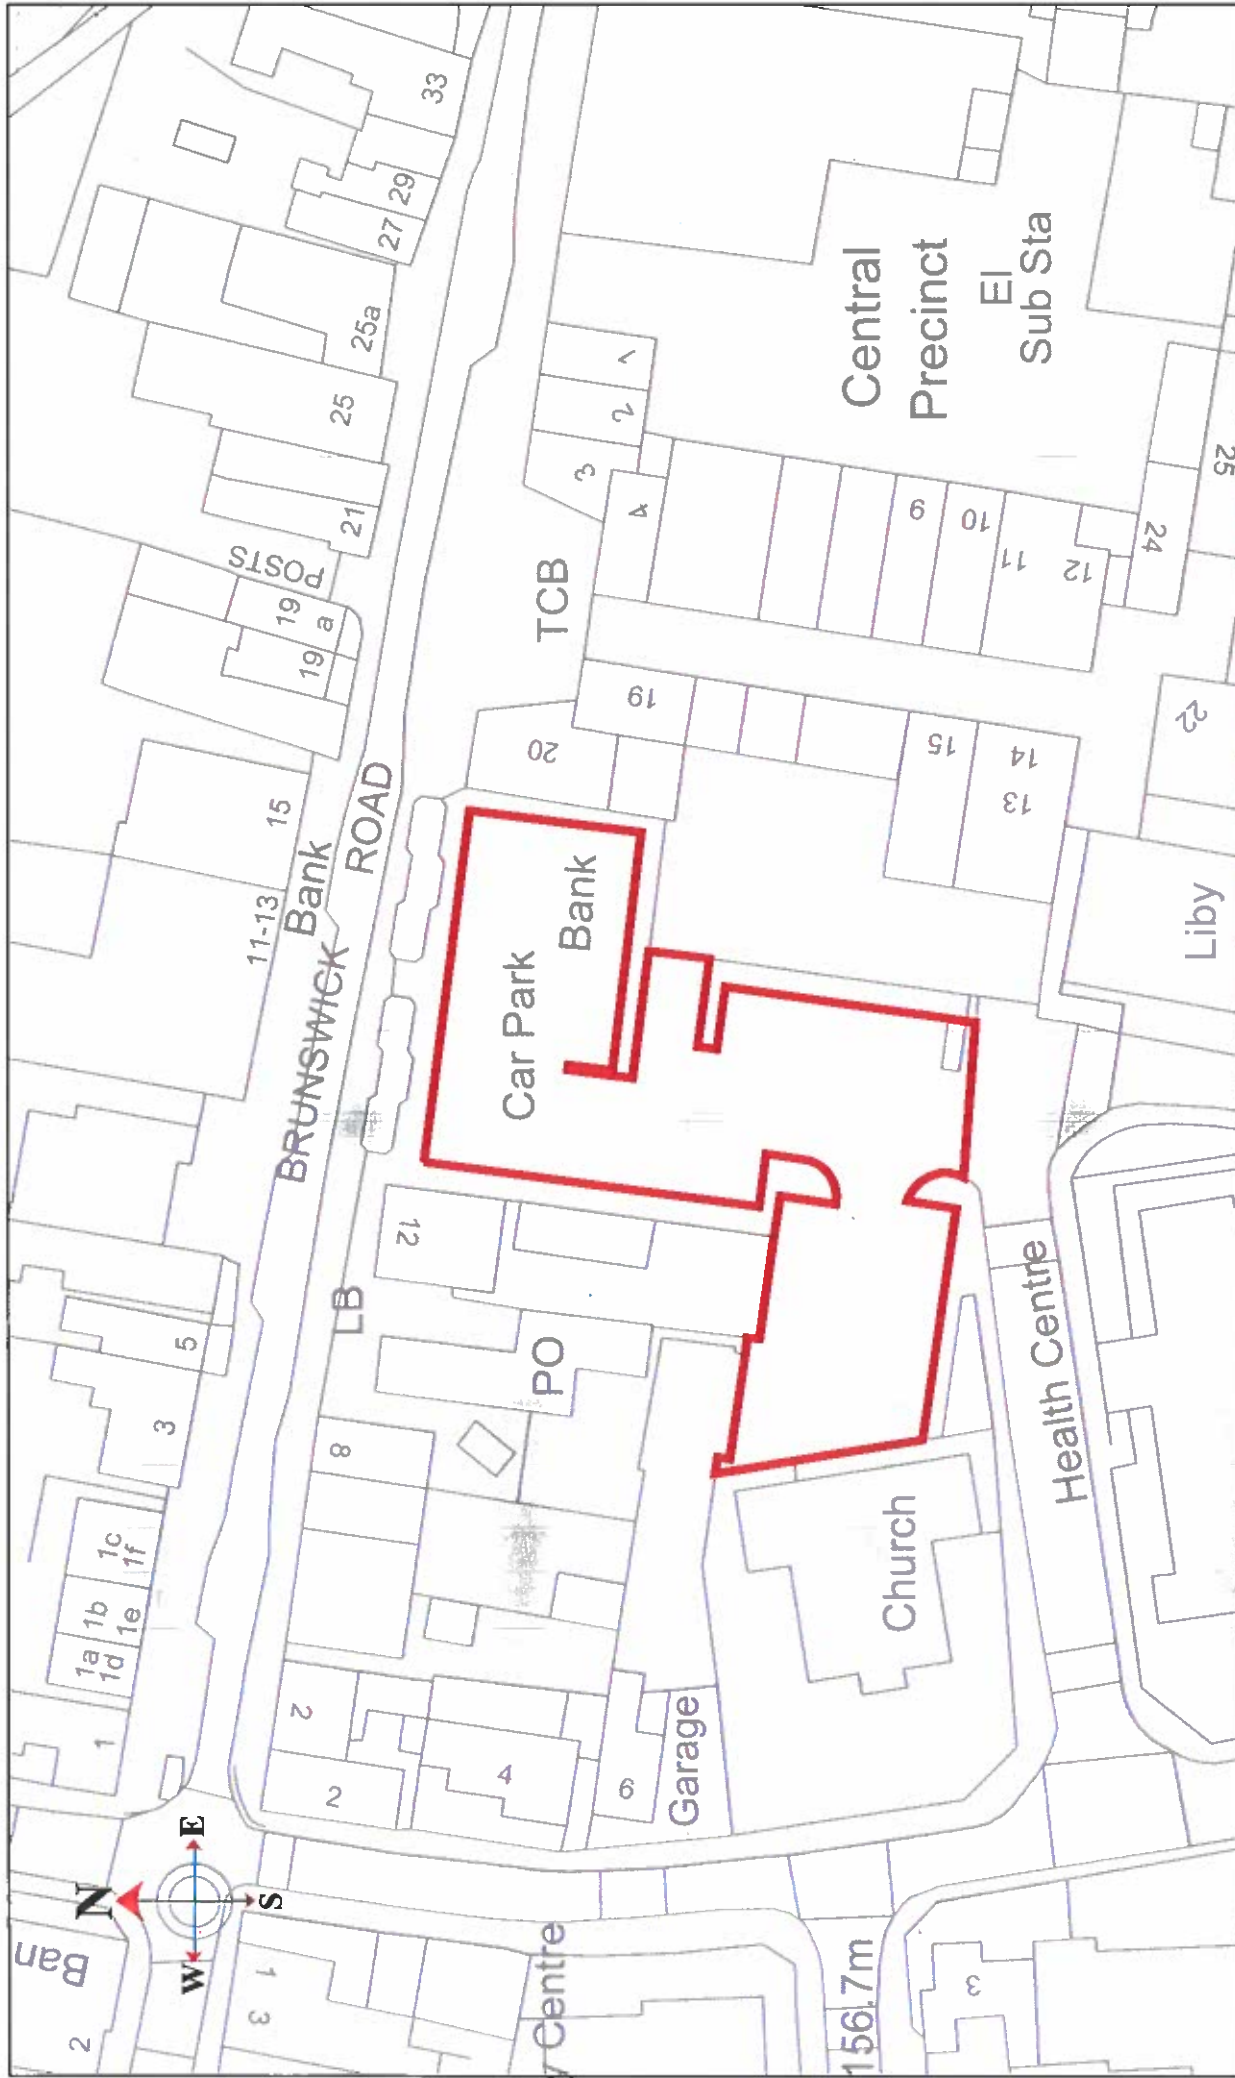 33
29
27
25a
25
21
POSTS
19
a
19
15
11-13
Bank
BRUNSWICK ROAD
5
3
1c
1f
1b
1e
1a
1d
1
N
E
S
W
Ban
2
1
3
LB
12
PO
8
2
2
4
6
Garage
Church
Health Centre
y Centre
156.7m
3
Car Park
Bank
TCB
1
2
3
4
20
19
9
10
11
12
15
14
13
24
25
22
Liby
Central
Precinct
El
Sub Sta